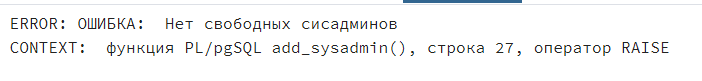 ERROR: ОШИБКА:  Нет свободных сисадминов
CONTEXT:  функция PL/pgSQL add_sysadmin(), строка 27, оператор RAISE